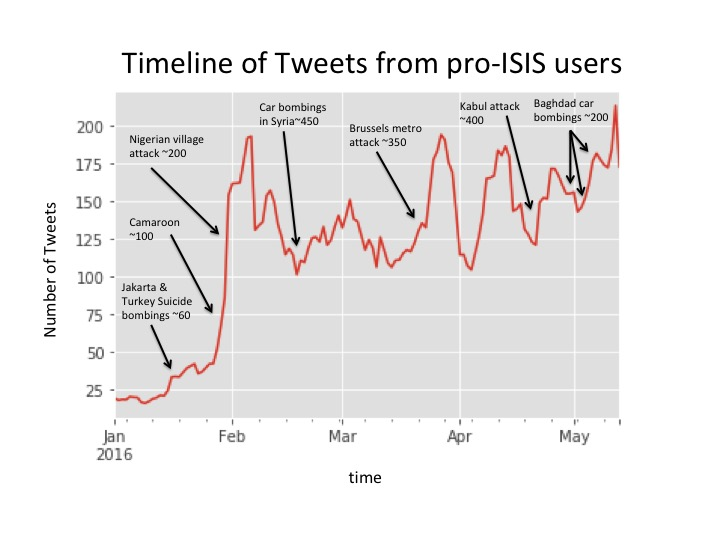 Timeline of Tweets from pro-ISIS users
Car bombings
in Syria~450
Kabul attack
~400
Baghdad car
bombings ~200
Brussels metro
attack ~350
Nigerian village
attack ~200
Camaroon
~100
Jakarta &
Turkey Suicide
bombings ~60
Number of Tweets
200
175
150
125
100
75
50
25
Jan
2016
Feb
Mar
Apr
May
time